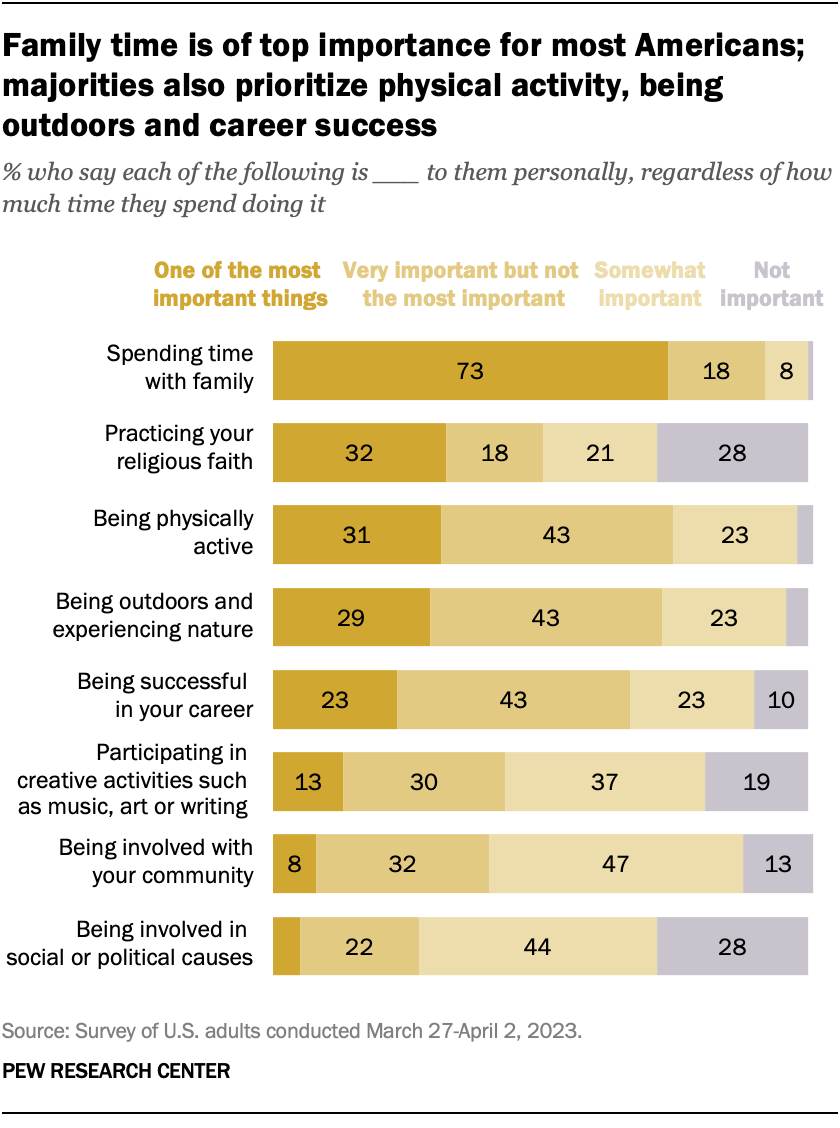 Family time is of top importance for most Americans;
majorities also prioritize physical activity, being
outdoors and career success
% who say each of the following is ___ to them personally, regardless of how
much time they spend doing it
One of the most
important things
Very important but not
the most important
Somewhat
important
Not
important
Spending time
with family
73 18 8
Practicing your
religious faith
32 18 21 28
Being physically
active
31 43 23
Being outdoors and
experiencing nature
29 43 23
Being successful
in your career
23 43 23 10
Participating in
creative activities such
as music, art or writing
13 30 37 19
Being involved with
your community
8 32 47 13
Being involved in
social or political causes
22 44 28
Source: Survey of U.S. adults conducted March 27-April 2, 2023.
PEW RESEARCH CENTER